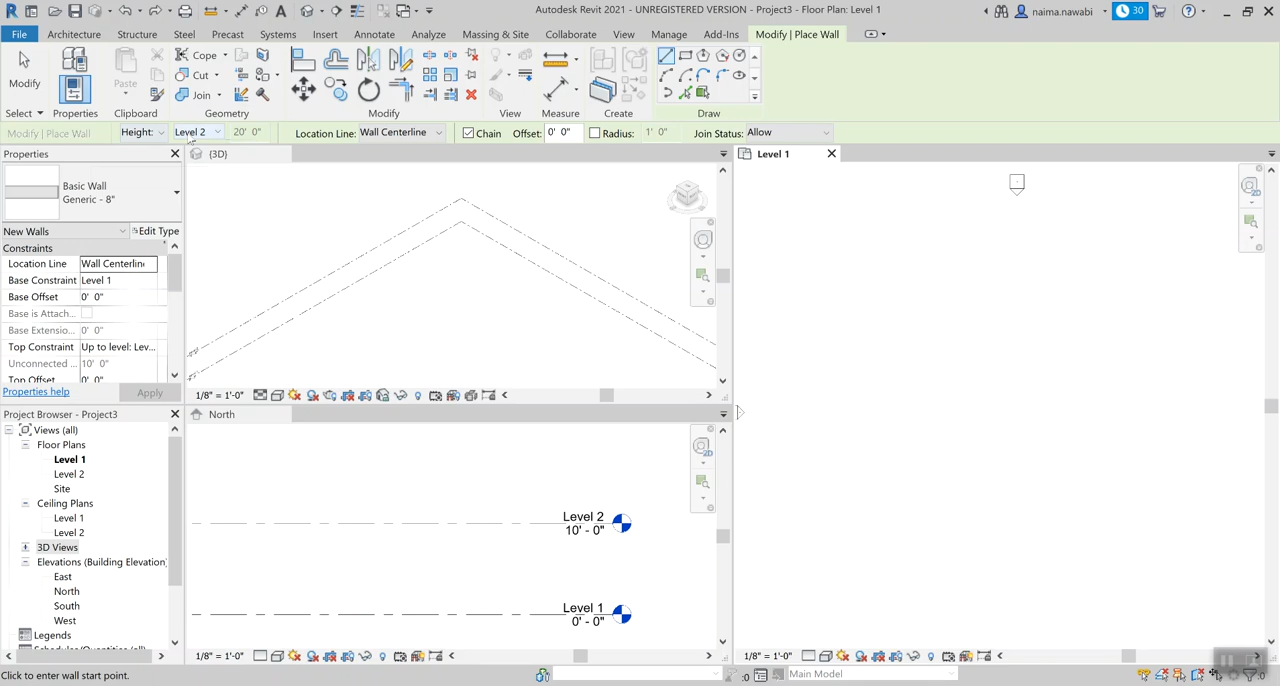 Autodesk Revit 2021 - UNREGISTERED VERSION - Project3 - Floor Plan: Level 1
naima.nawabi
30
File Architecture Structure Steel Precast Systems Insert Annotate Analyze Massing & Site Collaborate View Manage Add-Ins Modify | Place Wall
Modify
Paste
Cope
Cut
Join
Select Properties Clipboard Geometry Modify View Measure Create Draw
Modify | Place Wall Height: Level 2 20' 0" Location Line: Wall Centerline Chain Offset: 0' 0" Radius: 1' 0" Join Status: Allow
Properties
Basic Wall
Generic - 8"
New Walls Edit Type
Constraints
Location Line Wall Centerline
Base Constraint Level 1
Base Offset 0' 0"
Base is Attach...
Base Extensio... 0' 0"
Top Constraint Up to level: Lev...
Unconnected 10' 0"
Top Offset 0' 0"
Properties help Apply
Project Browser - Project3
Views (all)
Floor Plans
Level 1
Level 2
Site
Ceiling Plans
Level 1
Level 2
3D Views
Elevations (Building Elevation)
East
North
South
West
Legends
Schedules/Quantities (all)
{3D}
1/8" = 1'-0"
North
Level 2
10' - 0"
Level 1
0' - 0"
1/8" = 1'-0"
Level 1
1/8" = 1'-0"
Click to enter wall start point.
:0
Main Model
:0